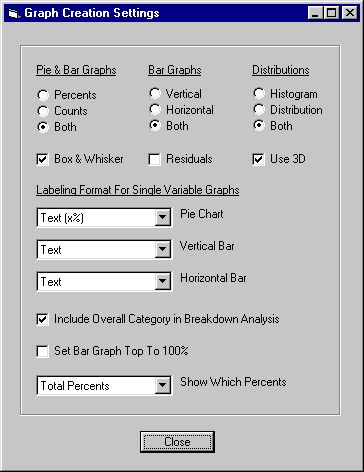 Graph Creation Settings
Pie & Bar Graphs Bar Graphs Distributions
Percents Vertical Histogram
Counts Horizontal Distribution
Both Both Both
Box & Whisker Residuals Use 3D
Labeling Format For Single Variable Graphs
Text (x%) Pie Chart
Text Vertical Bar
Text Horizontal Bar
Include Overall Category in Breakdown Analysis
Set Bar Graph Top To 100%
Total Percents Show Which Percents
Close